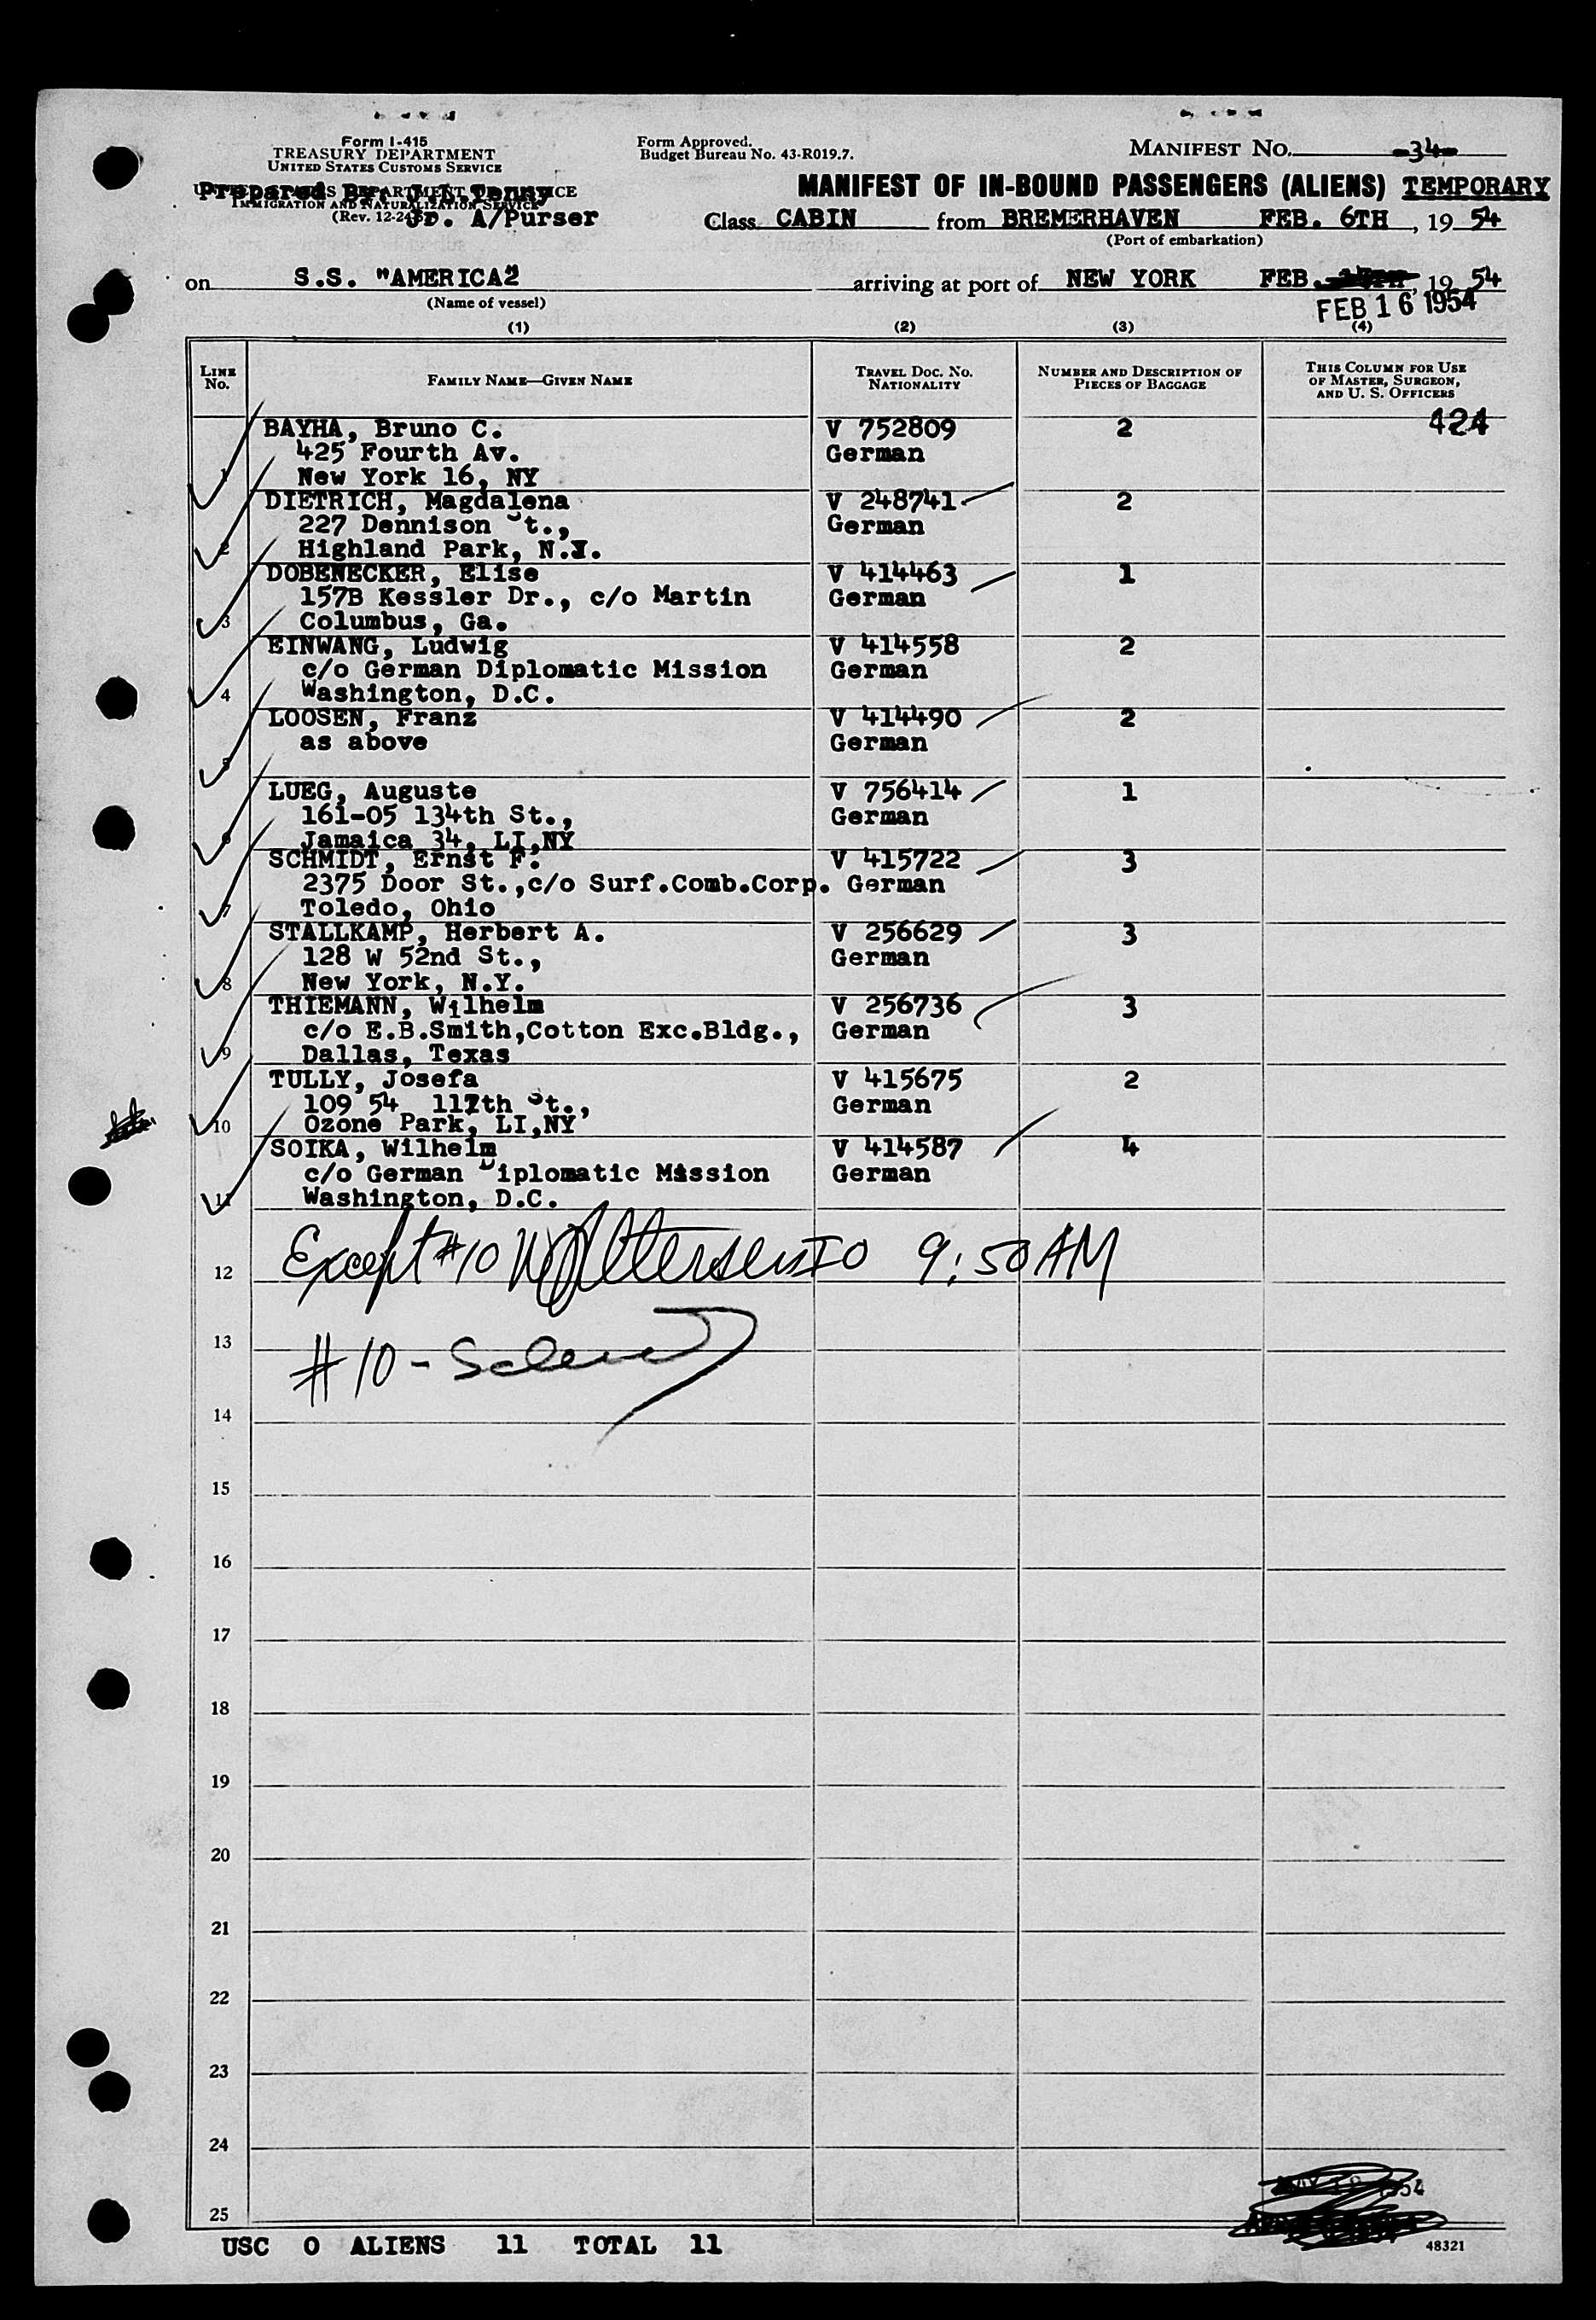 Form I-415
TREASURY DEPARTMENT
UNITED STATES CUSTOMS SERVICE
Form Approved.
Budget Bureau No. 43-R019.7.
MANIFEST NO. -34-
Prepared By: Penny
IMMIGRATION AND NATURALIZATION SERVICE
(Rev. 12-24- Jr. A/Purser
MANIFEST OF IN-BOUND PASSENGERS (ALIENS) TEMPORARY
Class CABIN from BREMERHAVEN FEB. 6TH, 19 54
(Port of embarkation)
on S.S. "AMERICA2 arriving at port of NEW YORK FEB. , 19 54
(Name of vessel)
FEB 16 1954
(1) (2) (3) (4)
LINE NO. FAMILY NAME—GIVEN NAME TRAVEL DOC. NO. NATIONALITY NUMBER AND DESCRIPTION OF PIECES OF BAGGAGE THIS COLUMN FOR USE OF MASTER, SURGEON, AND U. S. OFFICERS
BAYHA, Bruno C. V 752809 2 424
425 Fourth Av. German
1 New York 16, NY
DIETRICH, Magdalena V 248741 2
227 Dennison St., German
2 Highland Park, N.J.
DOBENECKER, Elise V 414463 1
157B Kessler Dr., c/o Martin German
3 Columbus, Ga.
EINWANG, Ludwig V 414558 2
c/o German Diplomatic Mission German
4 Washington, D.C.
LOOSEN, Franz V 414490 2
as above German
5
LUEG, Auguste V 756414 1
161-05 134th St., German
6 Jamaica 34, LI,NY
SCHMIDT, Ernst F. V 415722 3
2375 Door St.,c/o Surf.Comb.Corp. German
7 Toledo, Ohio
STALLKAMP, Herbert A. V 256629 3
128 W 52nd St., German
8 New York, N.Y.
THIEMANN, Wilhelm V 256736 3
c/o E.B.Smith,Cotton Exc.Bldg., German
9 Dallas, Texas
TULLY, Josefa V 415675 2
109 54 117th St., German
10 Ozone Park, LI,NY
SOIKA, Wilhelm V 414587 4
c/o German Diplomatic Mission German
11 Washington, D.C.
12 Except #10 IO 9:50 AM
13
#10 -
14
15
16
17
18
19
20
21
22
23
24
25
USC 0 ALIENS 11 TOTAL 11
48321